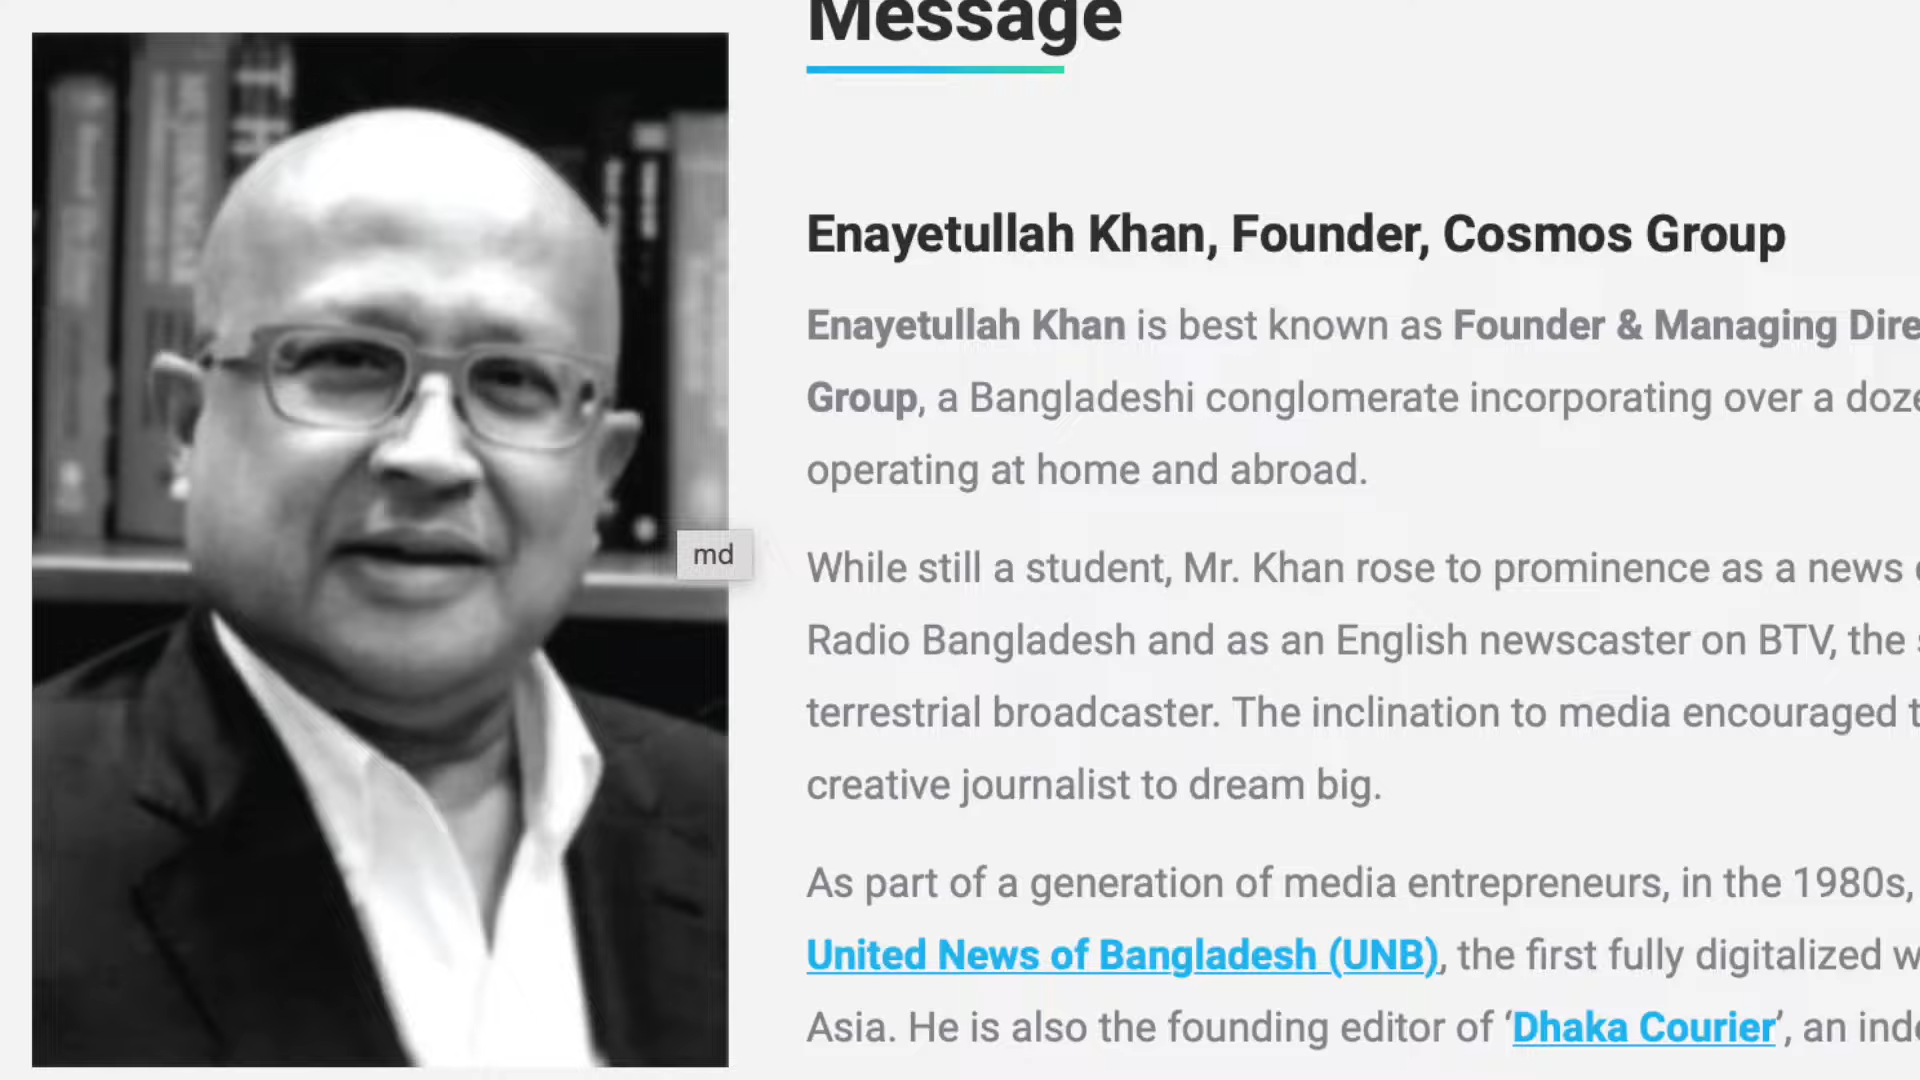 Message
Enayetullah Khan, Founder, Cosmos Group
Enayetullah Khan is best known as Founder & Managing Dire
Group, a Bangladeshi conglomerate incorporating over a doze
operating at home and abroad.
md
While still a student, Mr. Khan rose to prominence as a news
Radio Bangladesh and as an English newscaster on BTV, the
terrestrial broadcaster. The inclination to media encouraged t
creative journalist to dream big.
As part of a generation of media entrepreneurs, in the 1980s,
United News of Bangladesh (UNB), the first fully digitalized w
Asia. He is also the founding editor of ‘Dhaka Courier’, an ind